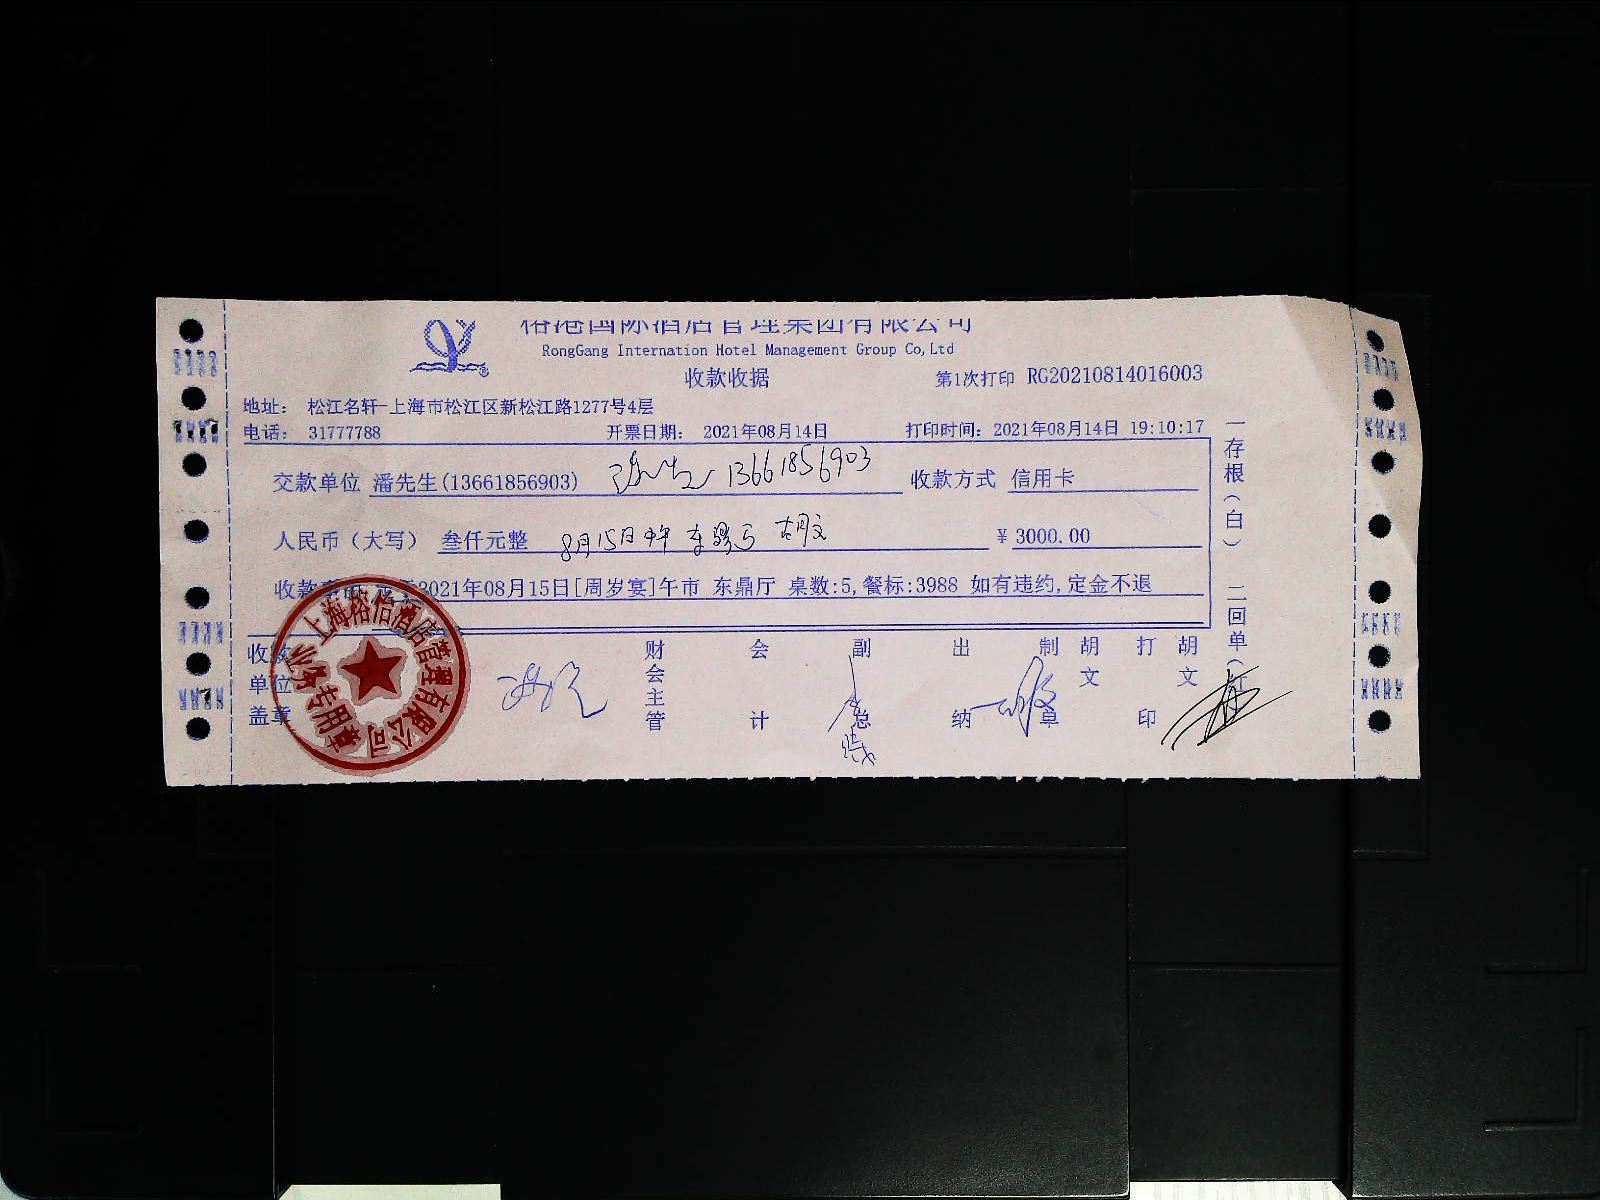 裕港国际酒店管理集团有限公司
RongGang Internation Hotel Management Group Co,Ltd
收款收据
第1次打印 RG20210814016003
地址: 松江名轩-上海市松江区新松江路1277号4层
电话: 31777788 开票日期: 2021年08月14日 打印时间: 2021年08月14日 19:10:17
交款单位 潘先生(13661856903) 13661856903 收款方式 信用卡
人民币(大写) 叁仟元整 8月15日中午 胡文 ¥3000.00
收款 2021年08月15日[周岁宴]午市 东鼎厅 桌数:5,餐标:3988 如有违约,定金不退
收款单位盖章 财会主管 会计 副总 出纳 制单 胡文 打印 胡文
一存根(白) 二回单(红
上海裕怡酒店管理有限公司
业务专用章